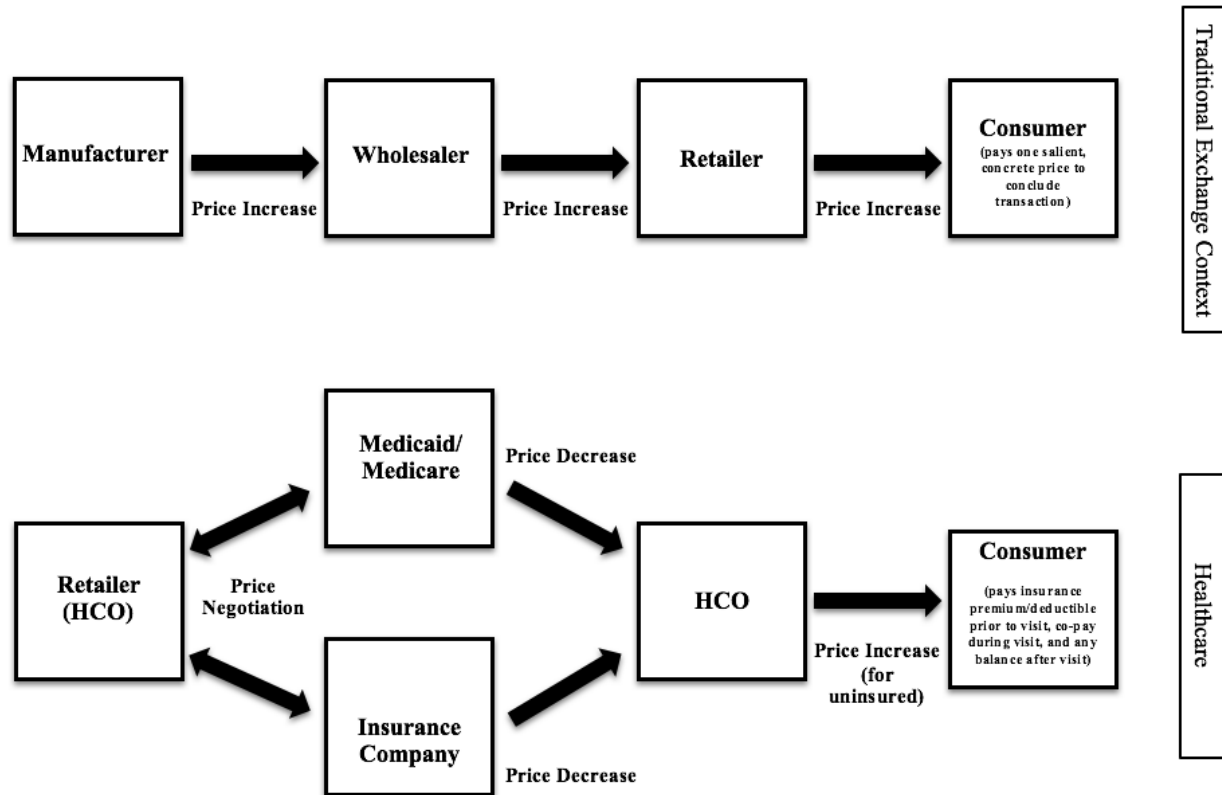 Manufacturer
Price Increase
Wholesaler
Price Increase
Retailer
Price Increase
Consumer
(pays one salient,
concrete price to
conclude
transaction)
Traditional Exchange Context
Retailer
(HCO)
Price
Negotiation
Medicaid/
Medicare
Price Decrease
Insurance
Company
Price Decrease
HCO
Price Increase
(for
uninsured)
Consumer
(pays insurance
premium/deductible
prior to visit, co-pay
during visit, and any
balance after visit)
Healthcare